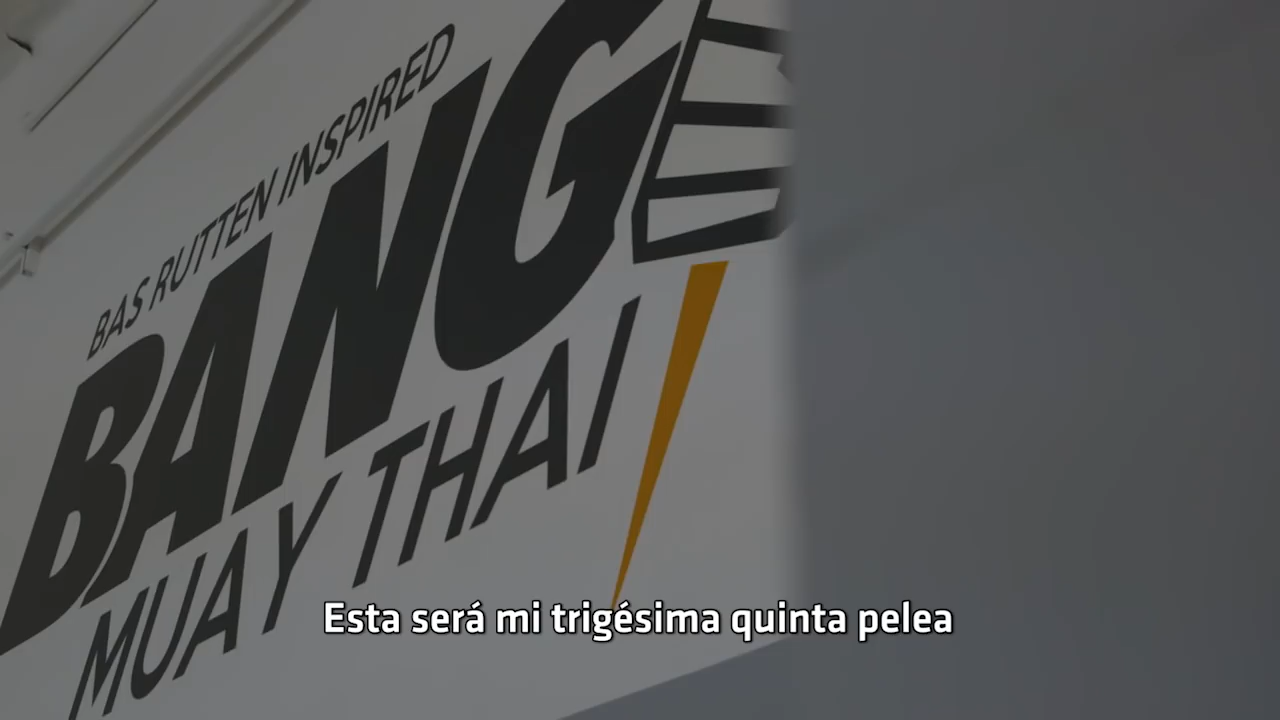 BAS RUTTEN INSPIRED
BANG
MUAY THAI
Esta será mi trigésima quinta pelea